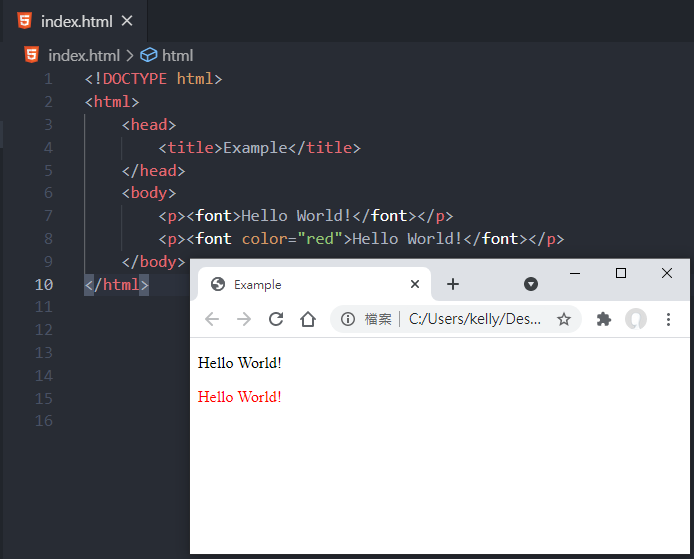 index.html
index.html > html
1 <!DOCTYPE html>
2 <html>
3     <head>
4         <title>Example</title>
5     </head>
6     <body>
7         <p><font>Hello World!</font></p>
8         <p><font color="red">Hello World!</font></p>
9     </body>
10 </html>
11
12
13
14
15
16
Example
檔案 | C:/Users/kelly/Des...
Hello World!
Hello World!